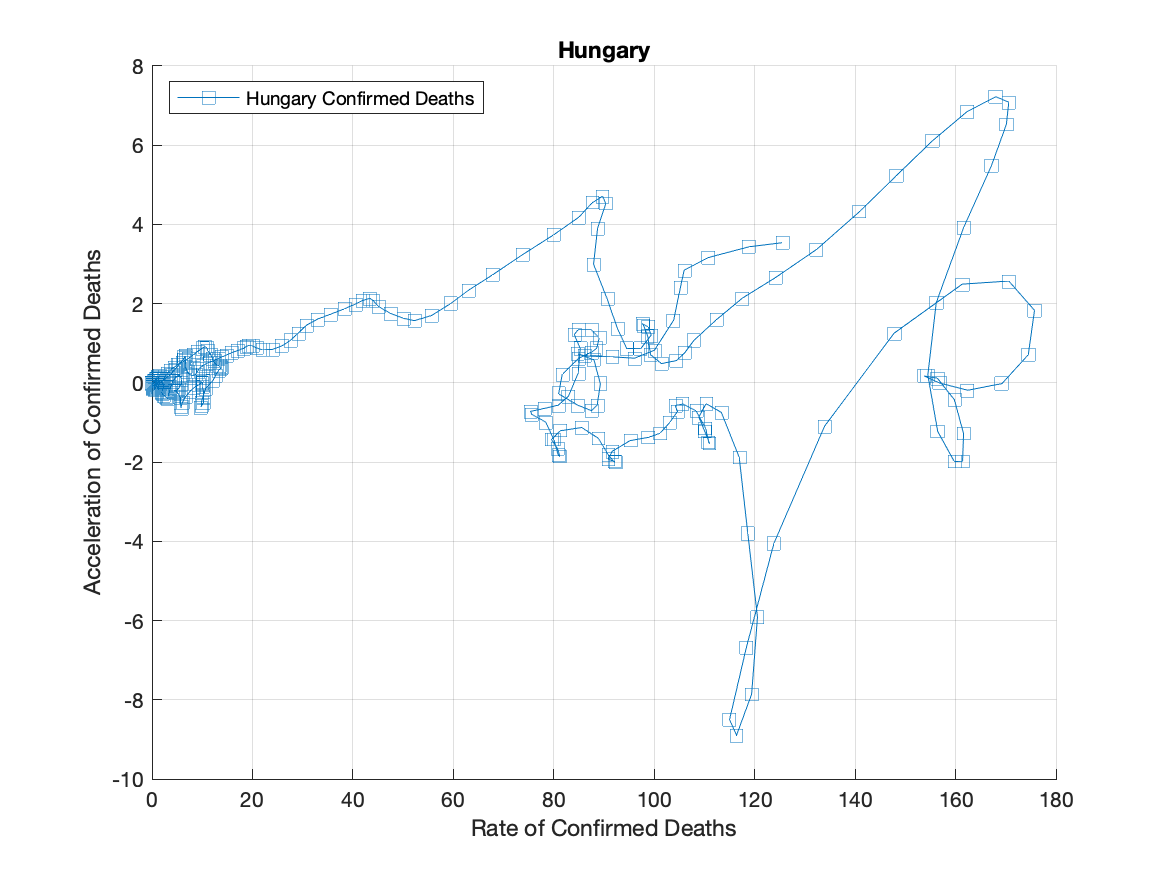 Hungary
Hungary Confirmed Deaths
8
6
4
2
0
-2
-4
-6
-8
-10
Acceleration of Confirmed Deaths
0 20 40 60 80 100 120 140 160 180
Rate of Confirmed Deaths